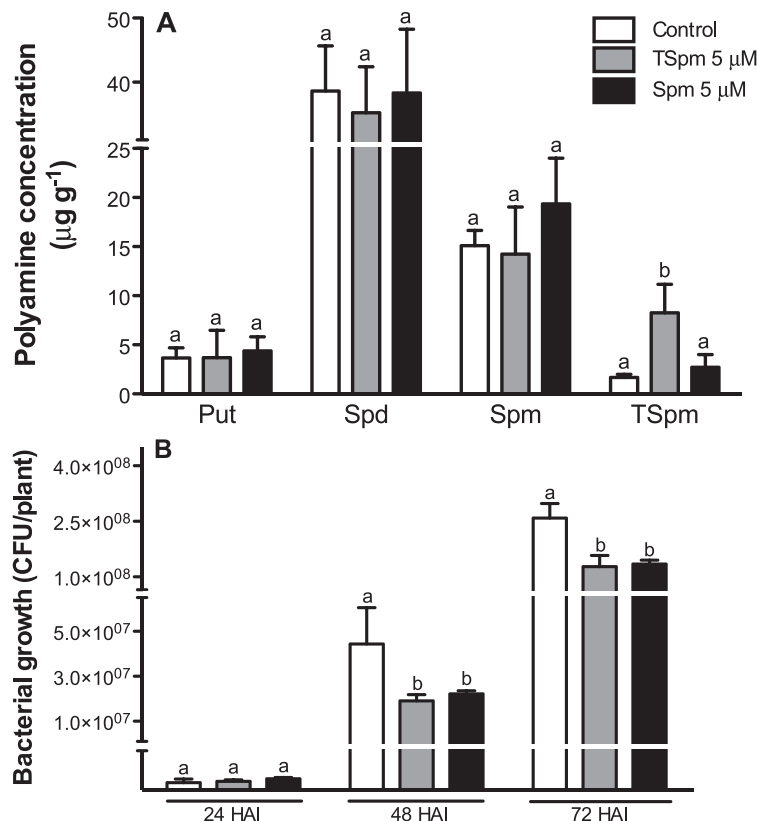 A
Control
TSpm 5 μM
Spm 5 μM
Polyamine concentration
(μg g⁻¹)
50
40
25
20
15
10
5
0
a a a
a a a
a a a
a b a
Put Spd Spm TSpm
B
Bacterial growth (CFU/plant)
4.0×10⁰⁸
2.5×10⁰⁸
1.0×10⁰⁸
5.0×10⁰⁷
3.0×10⁰⁷
1.0×10⁰⁷
a a a
a b b
a b b
24 HAI 48 HAI 72 HAI